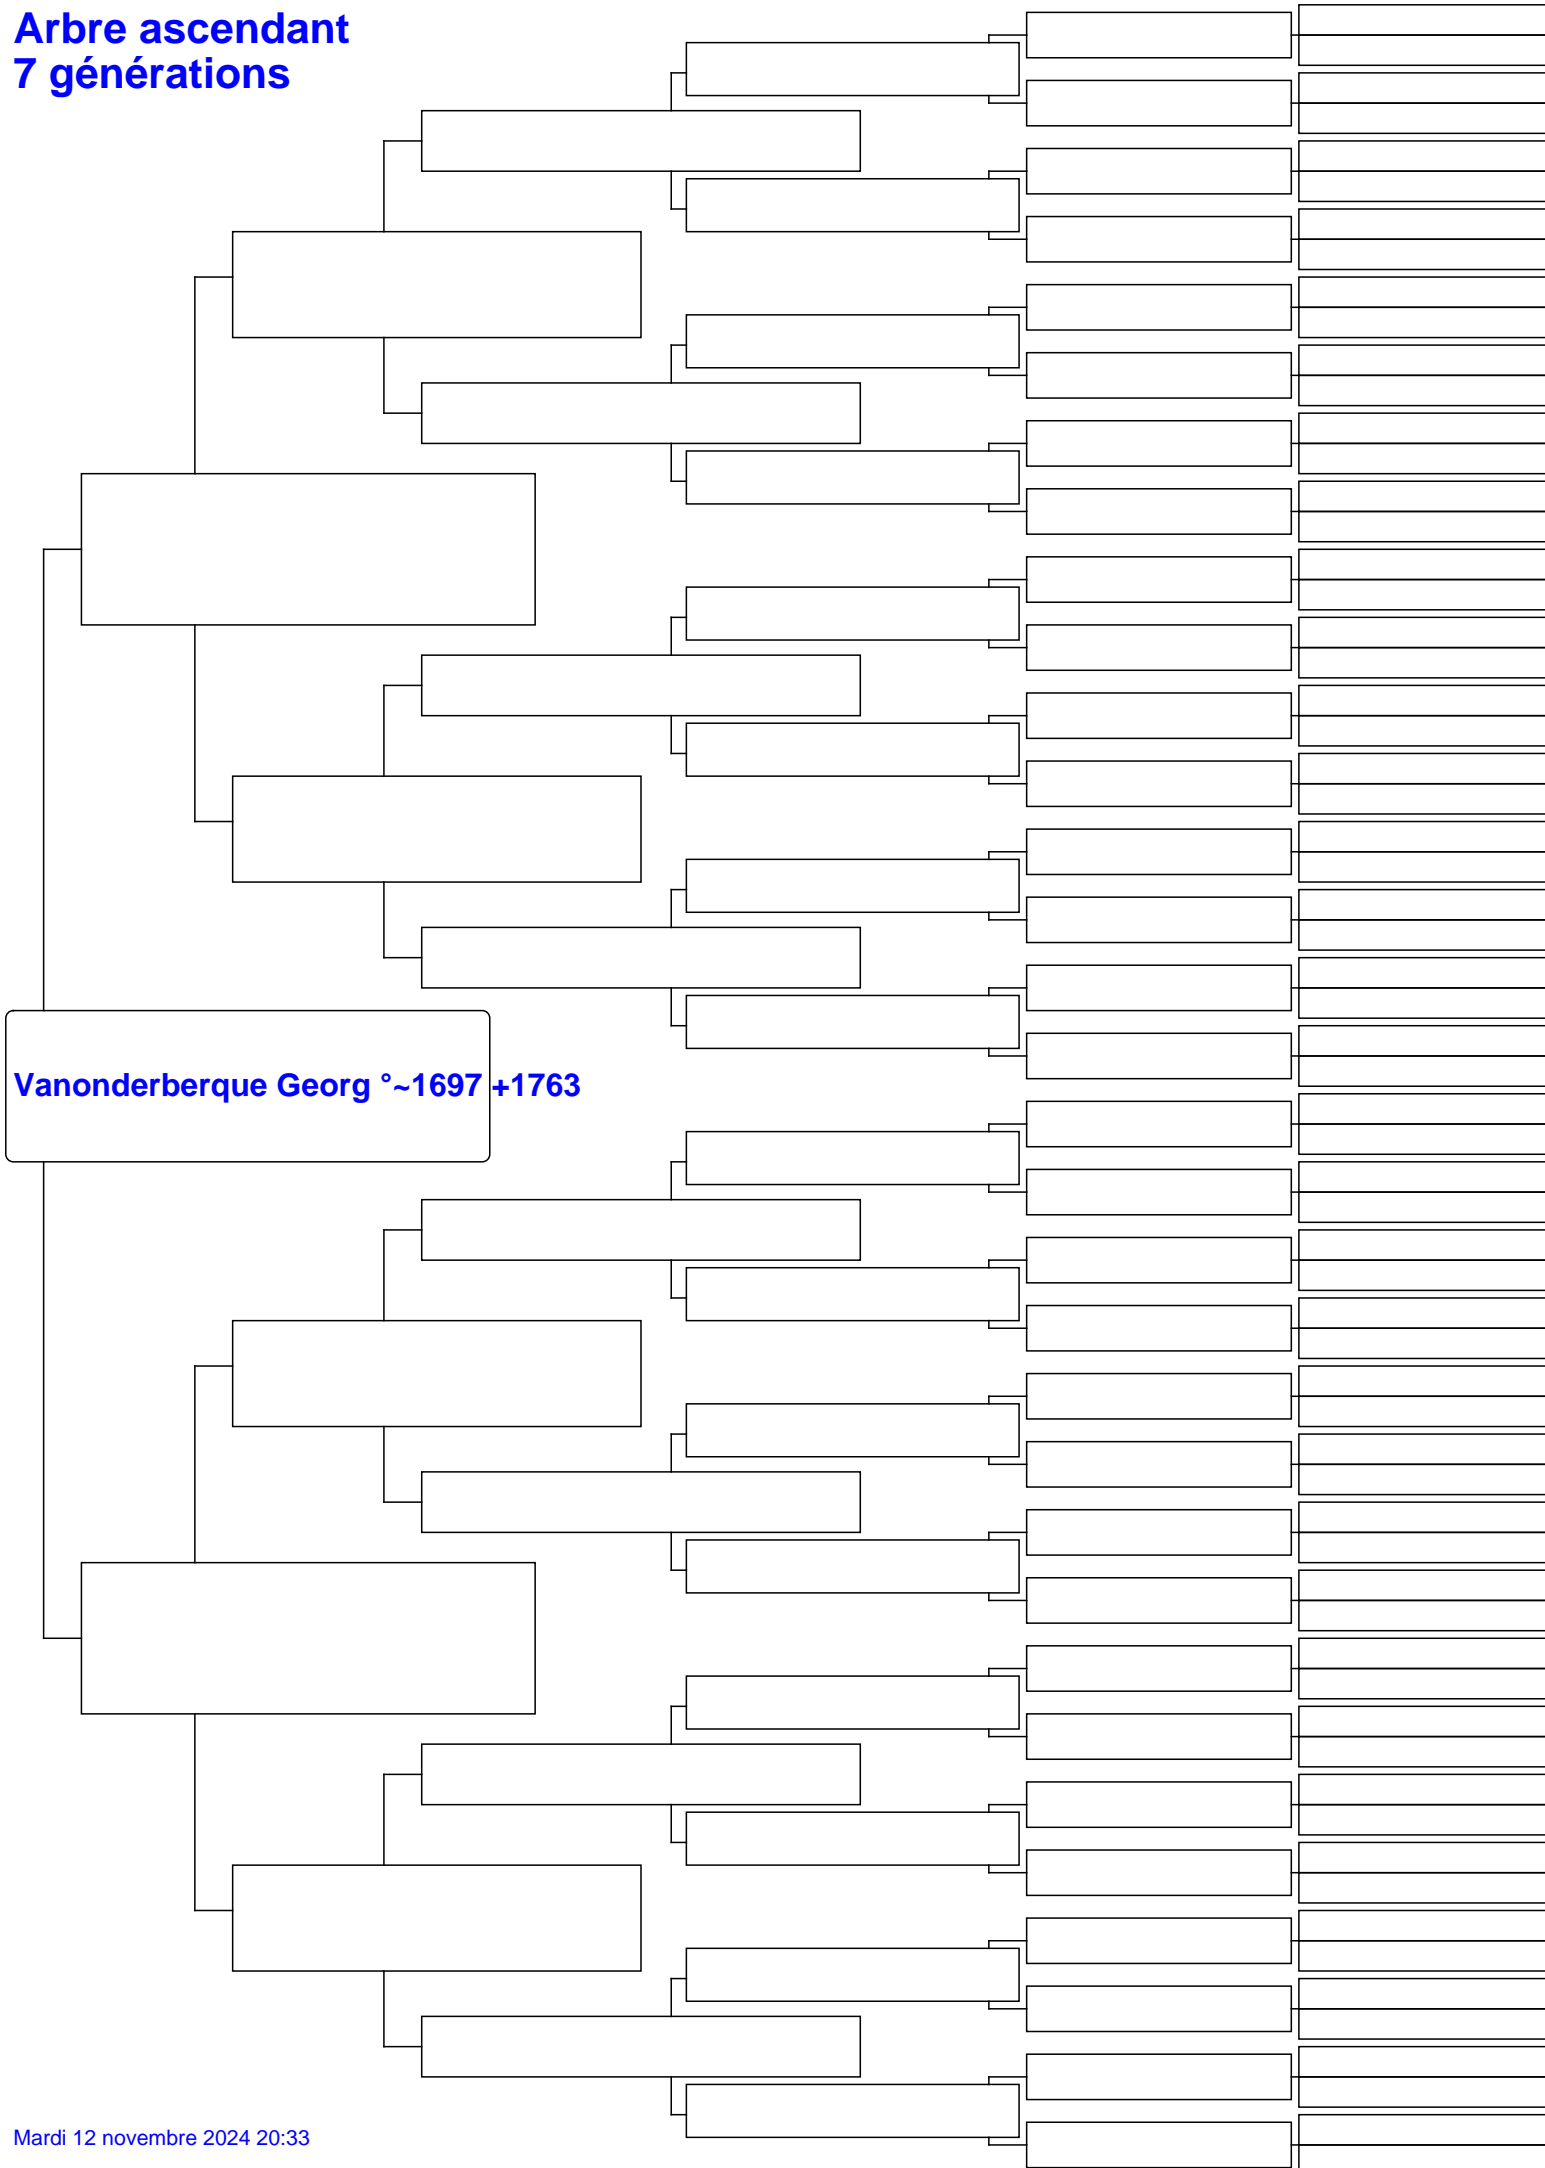 Arbre ascendant
7 générations
Vanonderberque Georg °~1697 +1763
Mardi 12 novembre 2024 20:33